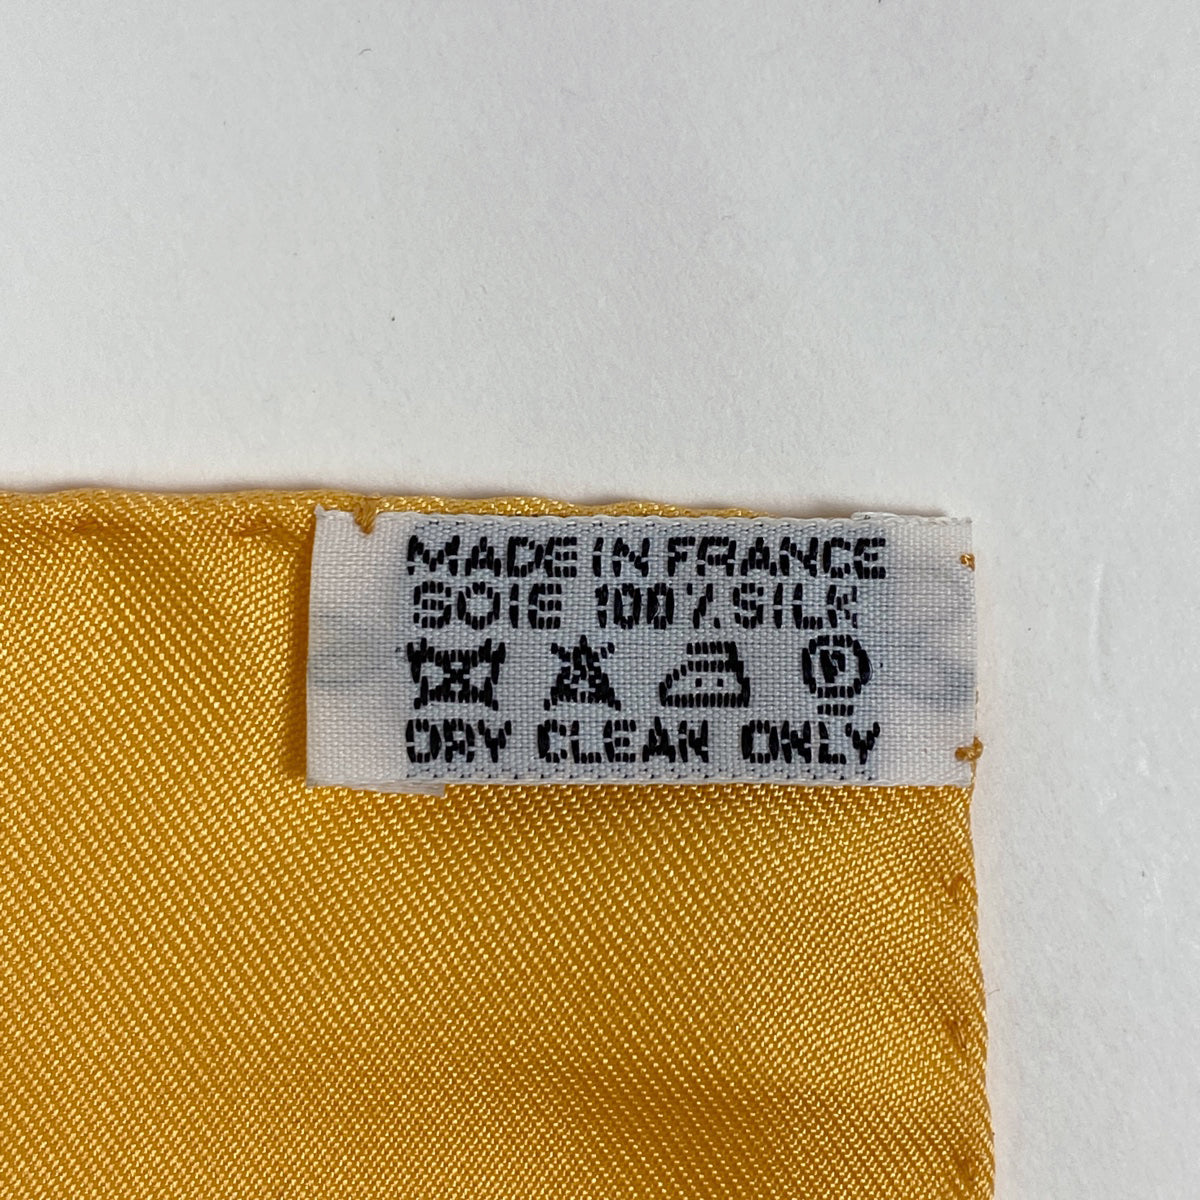 MADE IN FRANCE
SOIE 100% SILK
P
DRY CLEAN ONLY